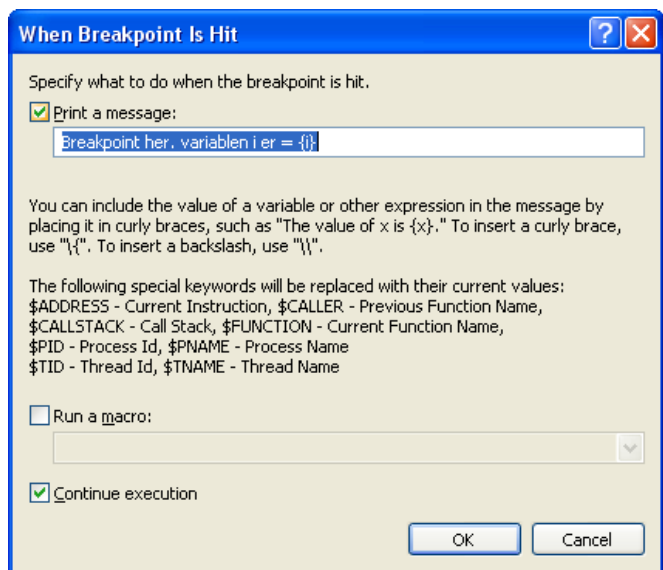 When Breakpoint Is Hit
Specify what to do when the breakpoint is hit.
Print a message:
Breakpoint her. variablen i er = {i}
You can include the value of a variable or other expression in the message by
placing it in curly braces, such as "The value of x is {x}." To insert a curly brace,
use "\{". To insert a backslash, use "\\".
The following special keywords will be replaced with their current values:
$ADDRESS - Current Instruction, $CALLER - Previous Function Name,
$CALLSTACK - Call Stack, $FUNCTION - Current Function Name,
$PID - Process Id, $PNAME - Process Name
$TID - Thread Id, $TNAME - Thread Name
Run a macro:
Continue execution
OK Cancel